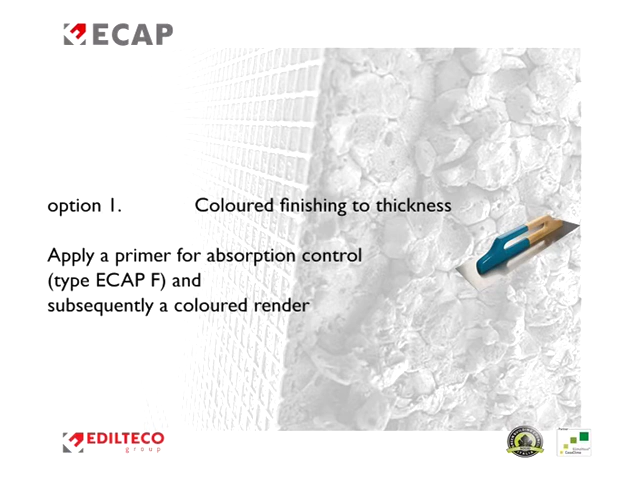 ECAP
option 1. Coloured finishing to thickness
Apply a primer for absorption control
(type ECAP F) and
subsequently a coloured render
EDILTECO
group